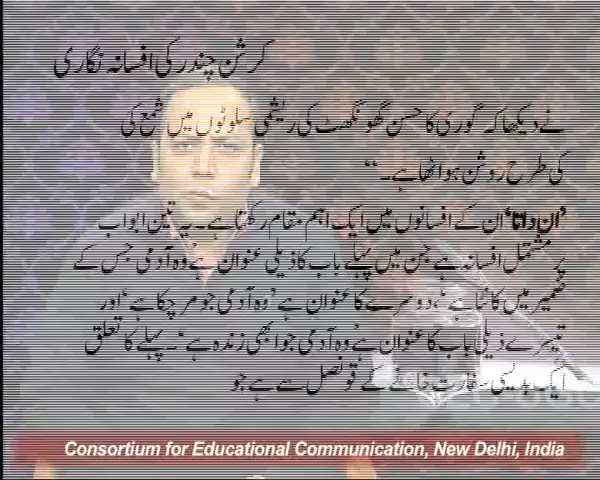 کرشن چندر کی افسانہ نگاری
نے دیکھا کہ گوری کا حسن گھونگھٹ کی ریشمی سلوٹوں میں شمع کی
کی طرح روشن ہو اٹھا ہے۔‘‘
’ان داتا‘ ان کے افسانوں میں ایک اہم مقام رکھتا ہے۔ یہ تین ابواب
پر مشتمل افسانہ ہے جن میں پہلے باب کا ذیلی عنوان ہے ’وہ آدمی جس کے
ضمیر میں کانٹا ہے‘ دوسرے کا عنوان ہے ’وہ آدمی جو مر چکا ہے‘ اور
تیسرے ذیلی باب کا عنوان ہے ’وہ آدمی جو ابھی زندہ ہے‘۔ پہلے کا تعلق
ایک بدیسی سفارت خانے کے قونصل سے ہے جو
Consortium for Educational Communication, New Delhi, India